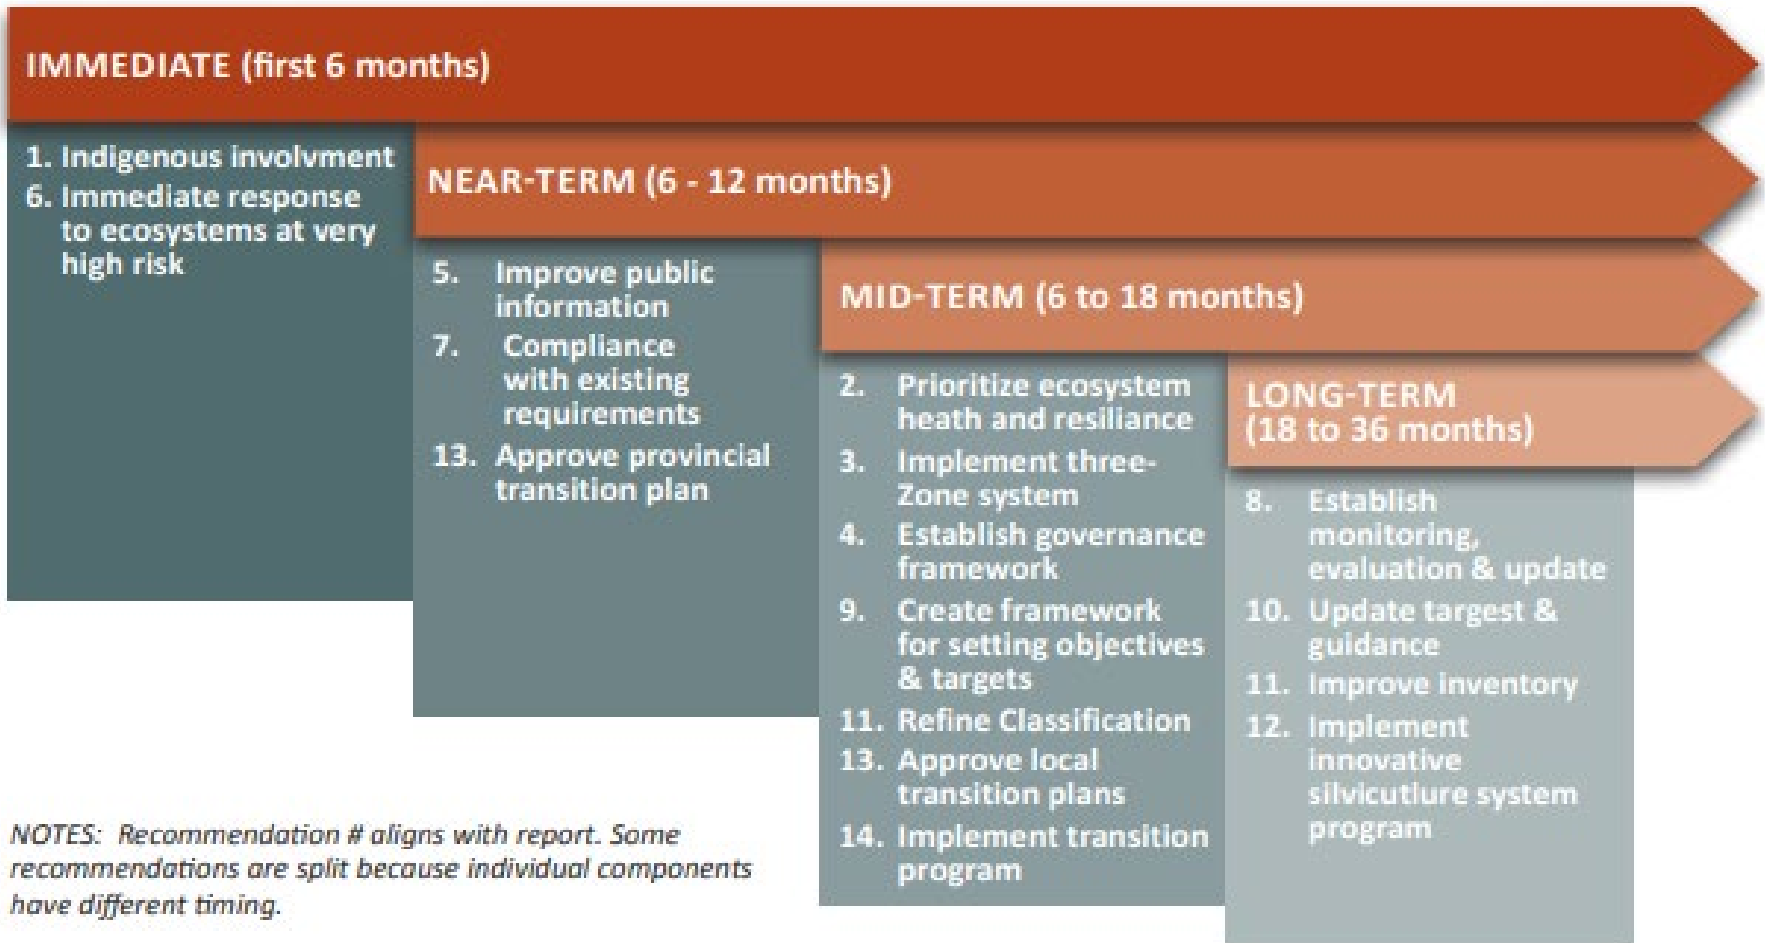 IMMEDIATE (first 6 months)
1. Indigenous involvment
6. Immediate response
to ecosystems at very
high risk
NEAR-TERM (6 - 12 months)
5. Improve public
information
7. Compliance
with existing
requirements
13. Approve provincial
transition plan
MID-TERM (6 to 18 months)
2. Prioritize ecosystem
heath and resiliance
3. Implement three-
Zone system
4. Establish governance
framework
9. Create framework
for setting objectives
& targets
11. Refine Classification
13. Approve local
transition plans
14. Implement transition
program
LONG-TERM
(18 to 36 months)
8. Establish
monitoring,
evaluation & update
10. Update targest &
guidance
11. Improve inventory
12. Implement
innovative
silvicutlure system
program
NOTES: Recommendation # aligns with report. Some
recommendations are split because individual components
have different timing.